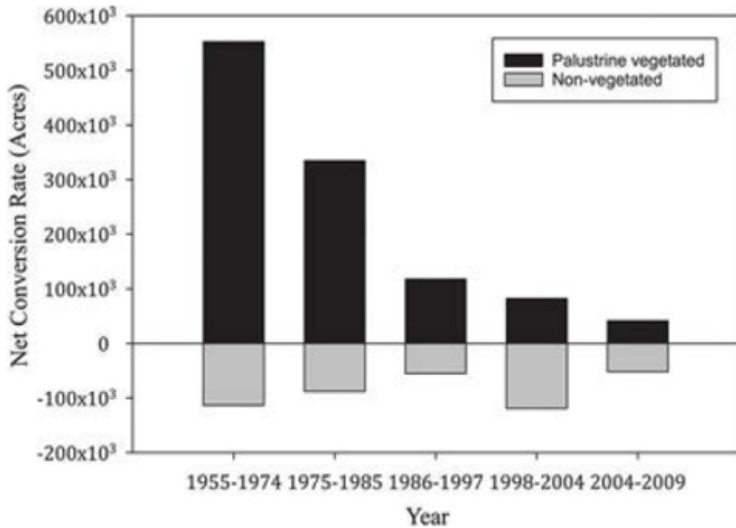 600x10³
500x10³
400x10³
300x10³
200x10³
100x10³
0
-100x10³
-200x10³
Net Conversion Rate (Acres)
Palustrine vegetated
Non-vegetated
1955-1974 1975-1985 1986-1997 1998-2004 2004-2009
Year